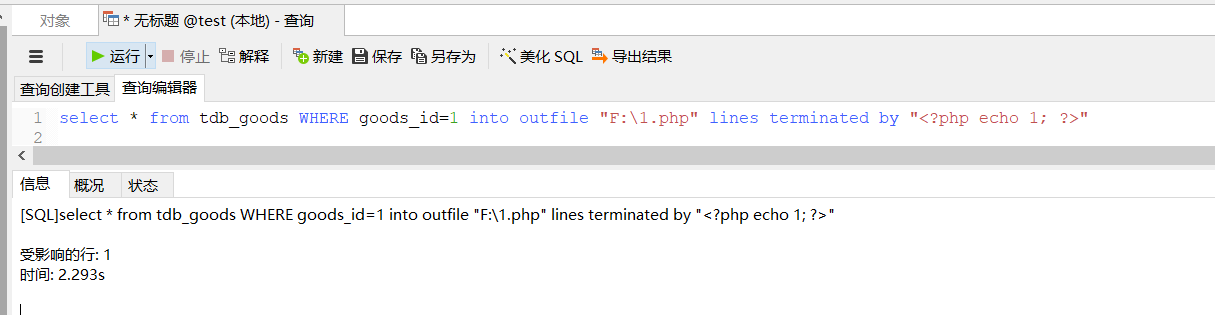 对象 * 无标题 @test (本地) - 查询
运行 停止 解释 新建 保存 另存为 美化 SQL 导出结果
查询创建工具 查询编辑器
1 select * from tdb_goods WHERE goods_id=1 into outfile "F:\1.php" lines terminated by "<?php echo 1; ?>"
2
信息 概况 状态
[SQL]select * from tdb_goods WHERE goods_id=1 into outfile "F:\1.php" lines terminated by "<?php echo 1; ?>"
受影响的行: 1
时间: 2.293s